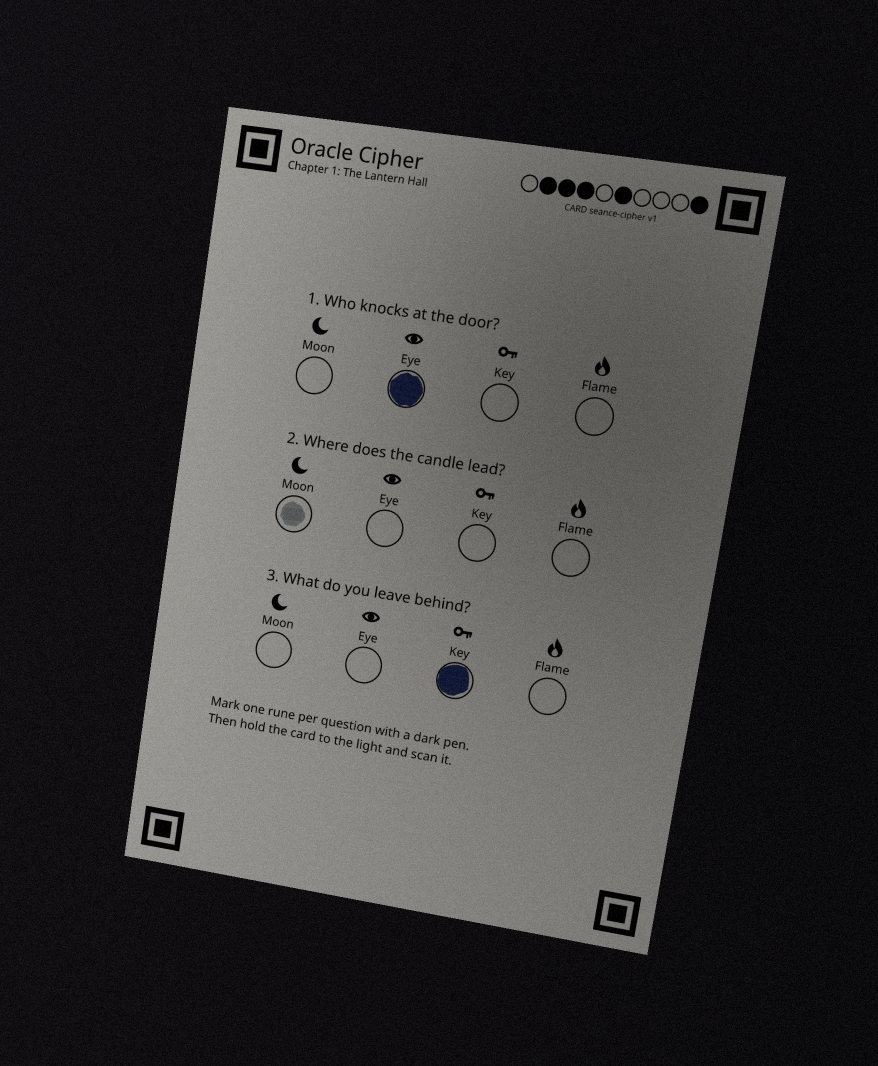 Oracle Cipher
Chapter 1: The Lantern Hall
CARD seance-cipher v1
1. Who knocks at the door?
Moon Eye Key Flame
2. Where does the candle lead?
Moon Eye Key Flame
3. What do you leave behind?
Moon Eye Key Flame
Mark one rune per question with a dark pen.
Then hold the card to the light and scan it.